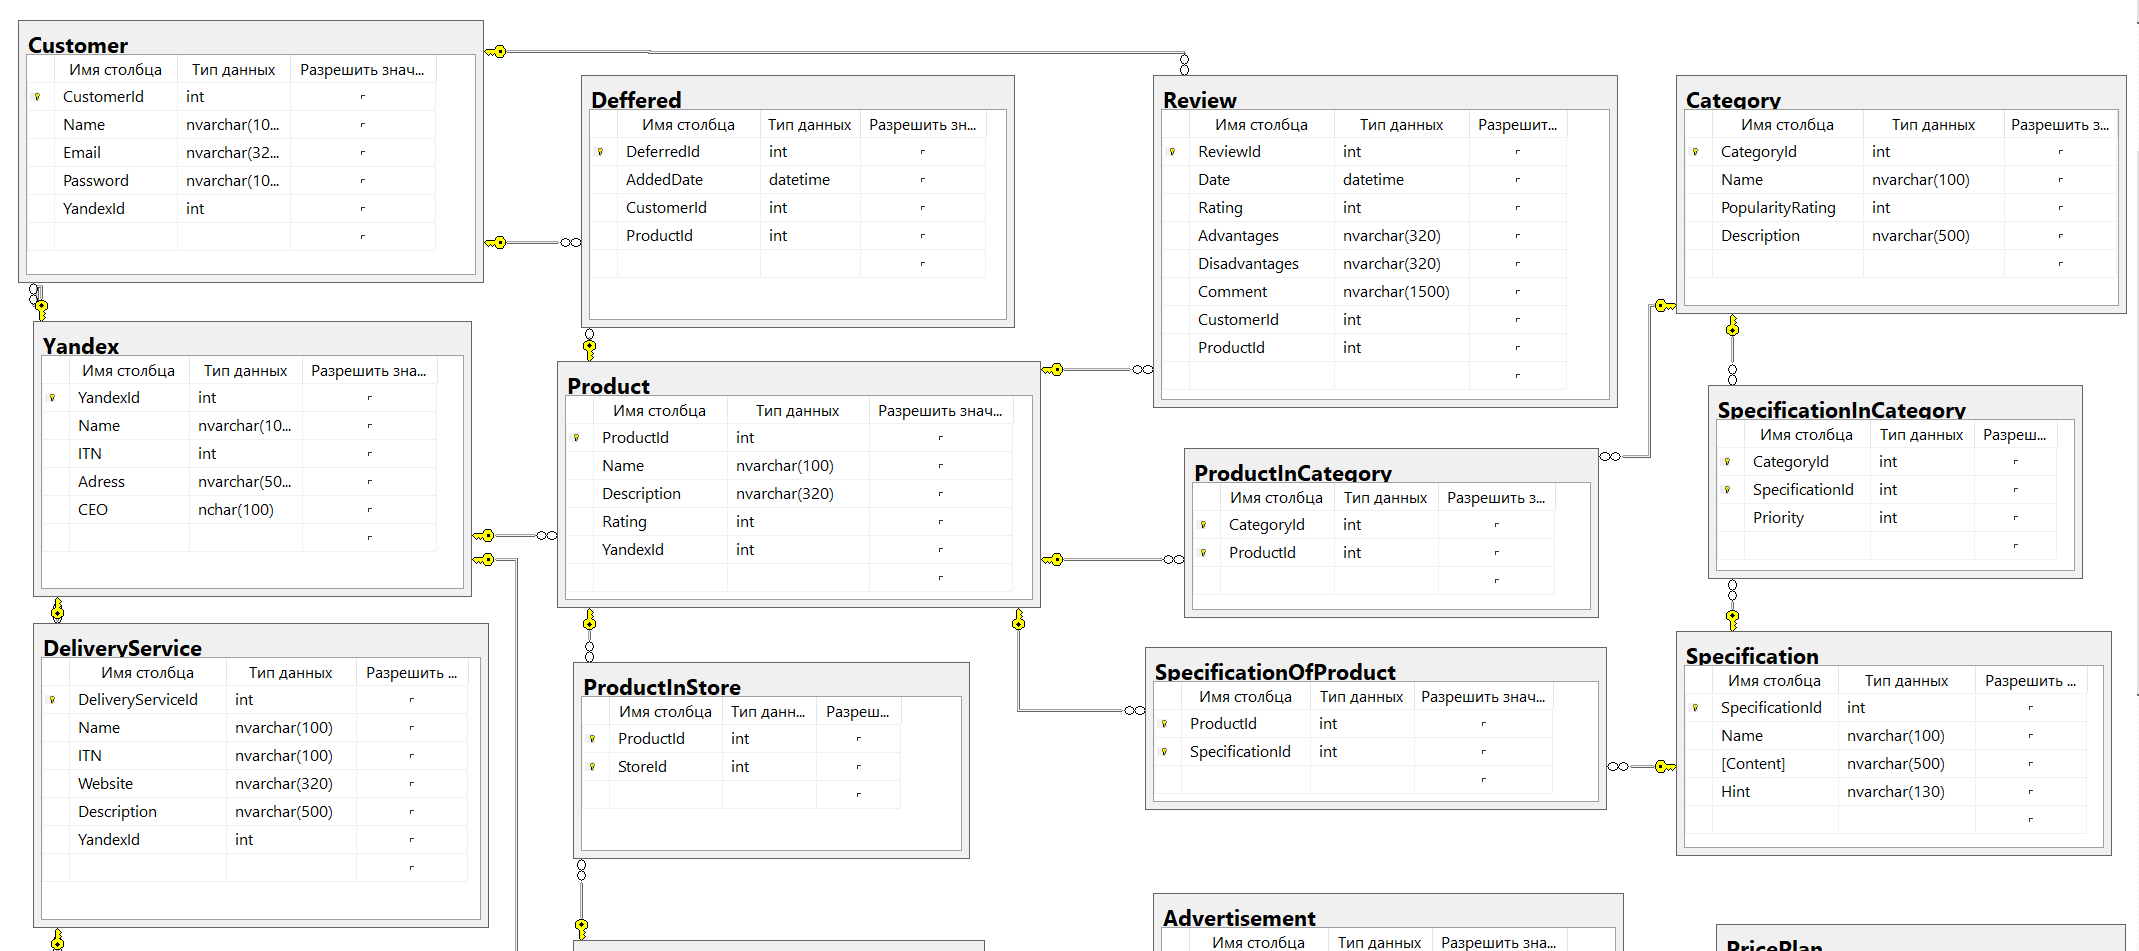 Customer
Имя столбца Тип данных Разрешить знач...
CustomerId int
Name nvarchar(10...
Email nvarchar(32...
Password nvarchar(10...
YandexId int
Deffered
Имя столбца Тип данных Разрешить зн...
DeferredId int
AddedDate datetime
CustomerId int
ProductId int
Review
Имя столбца Тип данных Разрешит...
ReviewId int
Date datetime
Rating int
Advantages nvarchar(320)
Disadvantages nvarchar(320)
Comment nvarchar(1500)
CustomerId int
ProductId int
Category
Имя столбца Тип данных Разрешить з...
CategoryId int
Name nvarchar(100)
PopularityRating int
Description nvarchar(500)
Yandex
Имя столбца Тип данных Разрешить зна...
YandexId int
Name nvarchar(10...
ITN int
Adress nvarchar(50...
CEO nchar(100)
Product
Имя столбца Тип данных Разрешить знач...
ProductId int
Name nvarchar(100)
Description nvarchar(320)
Rating int
YandexId int
ProductInCategory
Имя столбца Тип данных Разрешить з...
CategoryId int
ProductId int
SpecificationInCategory
Имя столбца Тип данных Разреш...
CategoryId int
SpecificationId int
Priority int
DeliveryService
Имя столбца Тип данных Разрешить ...
DeliveryServiceId int
Name nvarchar(100)
ITN nvarchar(100)
Website nvarchar(320)
Description nvarchar(500)
YandexId int
ProductInStore
Имя столбца Тип данн... Разреш...
ProductId int
StoreId int
SpecificationOfProduct
Имя столбца Тип данных Разрешить знач...
ProductId int
SpecificationId int
Specification
Имя столбца Тип данных Разрешить ...
SpecificationId int
Name nvarchar(100)
[Content] nvarchar(500)
Hint nvarchar(130)
Advertisement
Имя столбца Тип данных Разрешить зна...
PricePlan